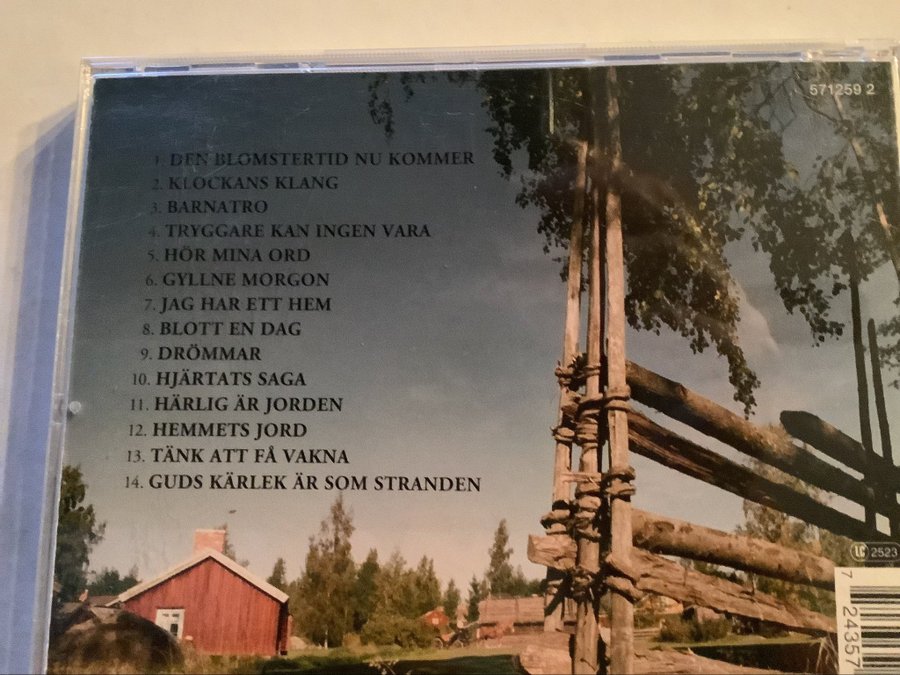 571259 2
1. DEN BLOMSTERTID NU KOMMER
2. KLOCKANS KLANG
3. BARNATRO
4. TRYGGARE KAN INGEN VARA
5. HÖR MINA ORD
6. GYLLNE MORGON
7. JAG HAR ETT HEM
8. BLOTT EN DAG
9. DRÖMMAR
10. HJÄRTATS SAGA
11. HÄRLIG ÄR JORDEN
12. HEMMETS JORD
13. TÄNK ATT FÅ VAKNA
14. GUDS KÄRLEK ÄR SOM STRANDEN
LC 2523
7 24357